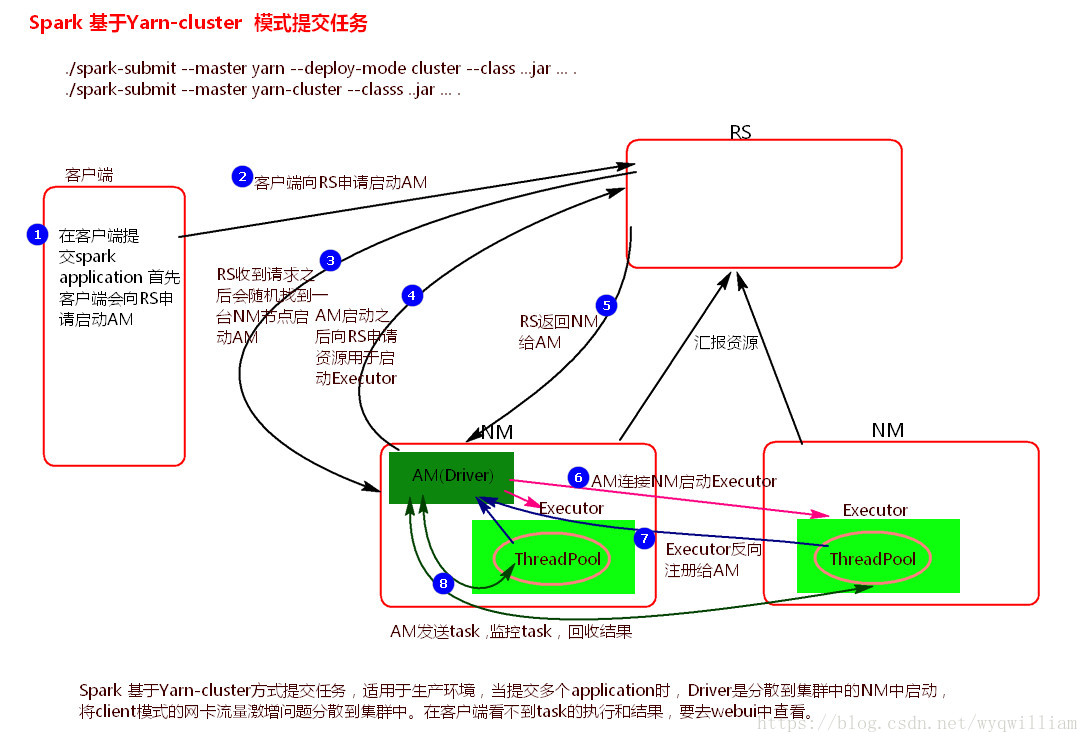 Spark 基于Yarn-cluster 模式提交任务
./spark-submit --master yarn --deploy-mode cluster --class ...jar ... .
./spark-submit --master yarn-cluster --classs ..jar ... .
RS
客户端
2 客户端向RS申请启动AM
1 在客户端提
交spark
application 首先
客户端会向RS申
请启动AM
3
RS收到请求之
后会随机找到一
台NM节点启
动AM
4
AM启动之
后向RS申请
资源用于启
动Executor
5
RS返回NM
给AM
汇报资源
NM
NM
AM(Driver)
6 AM连接NM启动Executor
Executor
Executor
7
Executor反向
注册给AM
ThreadPool
ThreadPool
8
AM发送task ,监控task，回收结果
Spark 基于Yarn-cluster方式提交任务，适用于生产环境，当提交多个application时，Driver是分散到集群中的NM中启动，
将client模式的网卡流量激增问题分散到集群中。在客户端看不到task的执行和结果，要去webui中查看。
https://blog.csdn.net/wyqwilliam